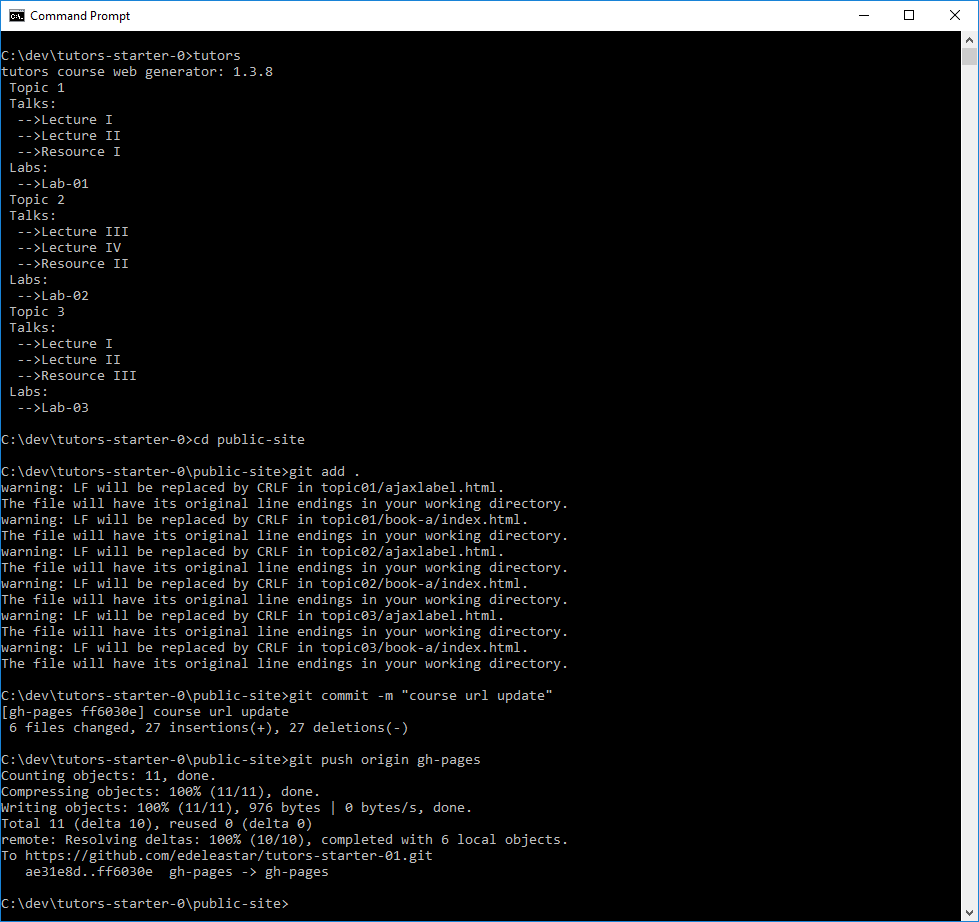 Command Prompt
C:\dev\tutors-starter-0>tutors
tutors course web generator: 1.3.8
 Topic 1
 Talks:
  -->Lecture I
  -->Lecture II
  -->Resource I
 Labs:
  -->Lab-01
 Topic 2
 Talks:
  -->Lecture III
  -->Lecture IV
  -->Resource II
 Labs:
  -->Lab-02
 Topic 3
 Talks:
  -->Lecture I
  -->Lecture II
  -->Resource III
 Labs:
  -->Lab-03
C:\dev\tutors-starter-0>cd public-site
C:\dev\tutors-starter-0\public-site>git add .
warning: LF will be replaced by CRLF in topic01/ajaxlabel.html.
The file will have its original line endings in your working directory.
warning: LF will be replaced by CRLF in topic01/book-a/index.html.
The file will have its original line endings in your working directory.
warning: LF will be replaced by CRLF in topic02/ajaxlabel.html.
The file will have its original line endings in your working directory.
warning: LF will be replaced by CRLF in topic02/book-a/index.html.
The file will have its original line endings in your working directory.
warning: LF will be replaced by CRLF in topic03/ajaxlabel.html.
The file will have its original line endings in your working directory.
warning: LF will be replaced by CRLF in topic03/book-a/index.html.
The file will have its original line endings in your working directory.
C:\dev\tutors-starter-0\public-site>git commit -m "course url update"
[gh-pages ff6030e] course url update
 6 files changed, 27 insertions(+), 27 deletions(-)
C:\dev\tutors-starter-0\public-site>git push origin gh-pages
Counting objects: 11, done.
Compressing objects: 100% (11/11), done.
Writing objects: 100% (11/11), 976 bytes | 0 bytes/s, done.
Total 11 (delta 10), reused 0 (delta 0)
remote: Resolving deltas: 100% (10/10), completed with 6 local objects.
To https://github.com/edeleastar/tutors-starter-01.git
   ae31e8d..ff6030e  gh-pages -> gh-pages
C:\dev\tutors-starter-0\public-site>